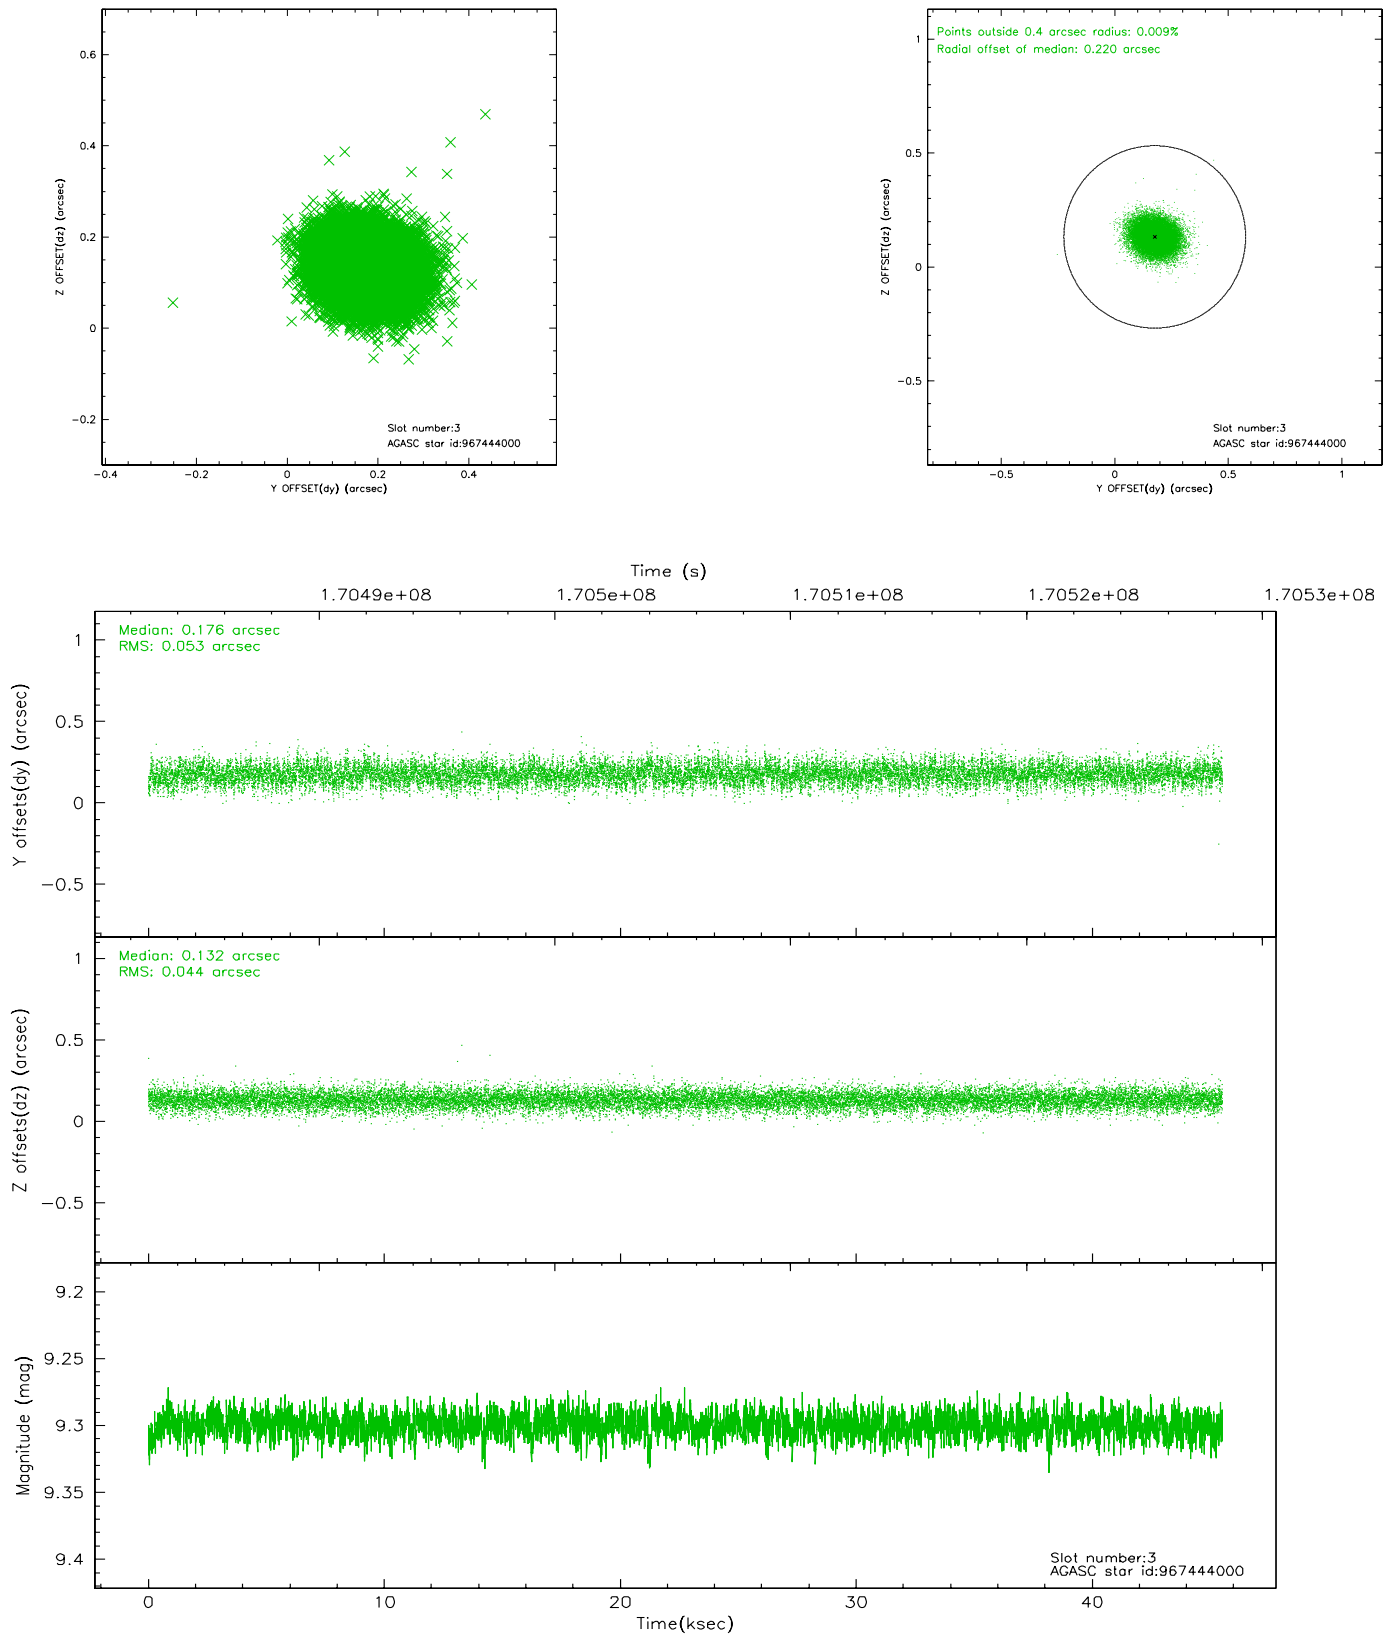 0.6
0.4
0.2
0
−0.2
Z OFFSET(dz) (arcsec)
Slot number:3
AGASC star id:967444000
−0.4 −0.2 0 0.2 0.4
Y OFFSET(dy) (arcsec)
Points outside 0.4 arcsec radius: 0.009%
Radial offset of median: 0.220 arcsec
1
0.5
0
−0.5
Z OFFSET(dz) (arcsec)
Slot number:3
AGASC star id:967444000
−0.5 0 0.5 1
Y OFFSET(dy) (arcsec)
Time (s)
1.7049e+08 1.705e+08 1.7051e+08 1.7052e+08 1.7053e+08
Median: 0.176 arcsec
RMS: 0.053 arcsec
1
0.5
0
−0.5
Y offsets(dy) (arcsec)
Median: 0.132 arcsec
RMS: 0.044 arcsec
1
0.5
0
−0.5
Z offsets(dz) (arcsec)
9.2
9.25
9.3
9.35
9.4
Magnitude (mag)
Slot number:3
AGASC star id:967444000
0 10 20 30 40
Time(ksec)